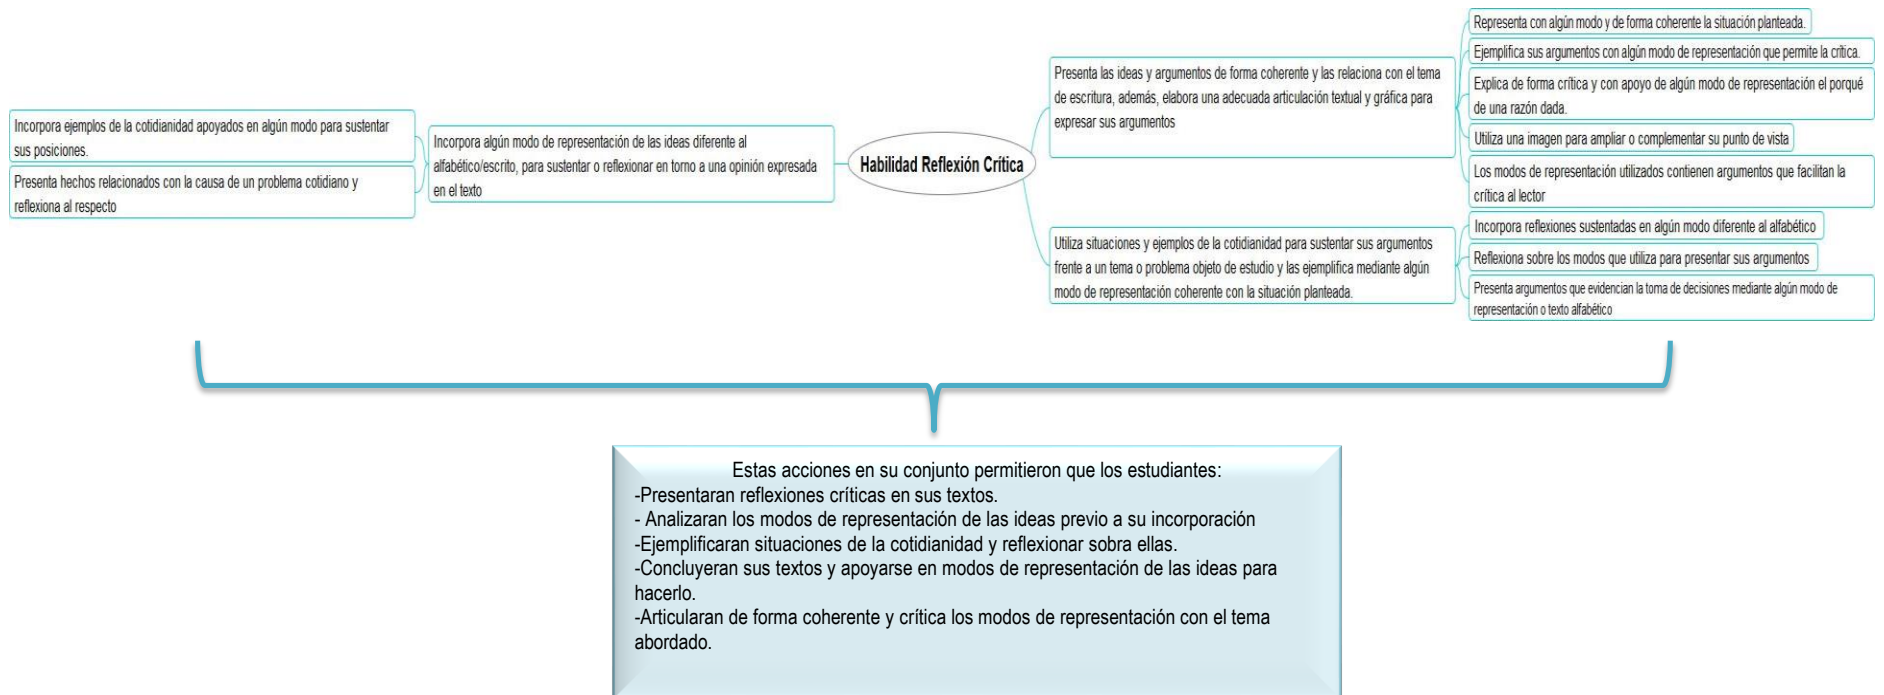 Incorpora ejemplos de la cotidianidad apoyados en algún modo para sustentar
sus posiciones.
Presenta hechos relacionados con la causa de un problema cotidiano y
reflexiona al respecto
Incorpora algún modo de representación de las ideas diferente al
alfabético/escrito, para sustentar o reflexionar en torno a una opinión expresada
en el texto
Habilidad Reflexión Crítica
Presenta las ideas y argumentos de forma coherente y las relaciona con el tema
de escritura, además, elabora una adecuada articulación textual y gráfica para
expresar sus argumentos
Representa con algún modo y de forma coherente la situación planteada.
Ejemplifica sus argumentos con algún modo de representación que permite la crítica.
Explica de forma crítica y con apoyo de algún modo de representación el porqué
de una razón dada.
Utiliza una imagen para ampliar o complementar su punto de vista
Los modos de representación utilizados contienen argumentos que facilitan la
crítica al lector
Utiliza situaciones y ejemplos de la cotidianidad para sustentar sus argumentos
frente a un tema o problema objeto de estudio y las ejemplifica mediante algún
modo de representación coherente con la situación planteada.
Incorpora reflexiones sustentadas en algún modo diferente al alfabético
Reflexiona sobre los modos que utiliza para presentar sus argumentos
Presenta argumentos que evidencian la toma de decisiones mediante algún modo de
representación o texto alfabético
Estas acciones en su conjunto permitieron que los estudiantes:
-Presentaran reflexiones críticas en sus textos.
- Analizaran los modos de representación de las ideas previo a su incorporación
-Ejemplificaran situaciones de la cotidianidad y reflexionar sobra ellas.
-Concluyeran sus textos y apoyarse en modos de representación de las ideas para
hacerlo.
-Articularan de forma coherente y crítica los modos de representación con el tema
abordado.